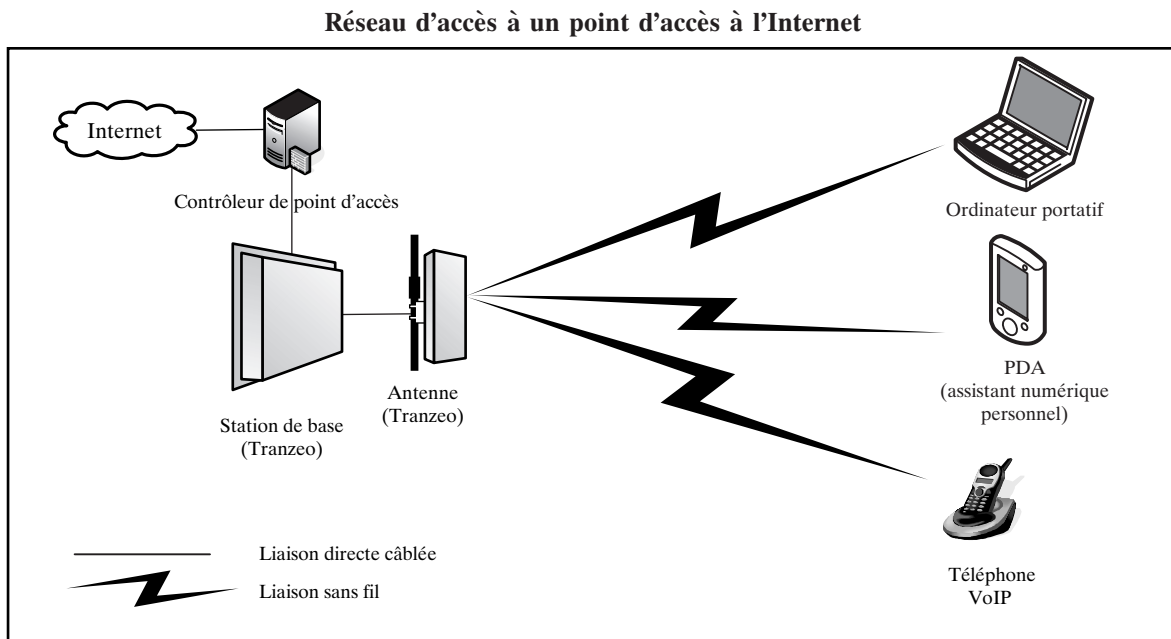 Réseau d'accès à un point d'accès à l'Internet
Internet
Contrôleur de point d'accès
Ordinateur portatif
PDA
(assistant numérique
personnel)
Antenne
(Tranzeo)
Station de base
(Tranzeo)
Téléphone
VoIP
Liaison directe câblée
Liaison sans fil